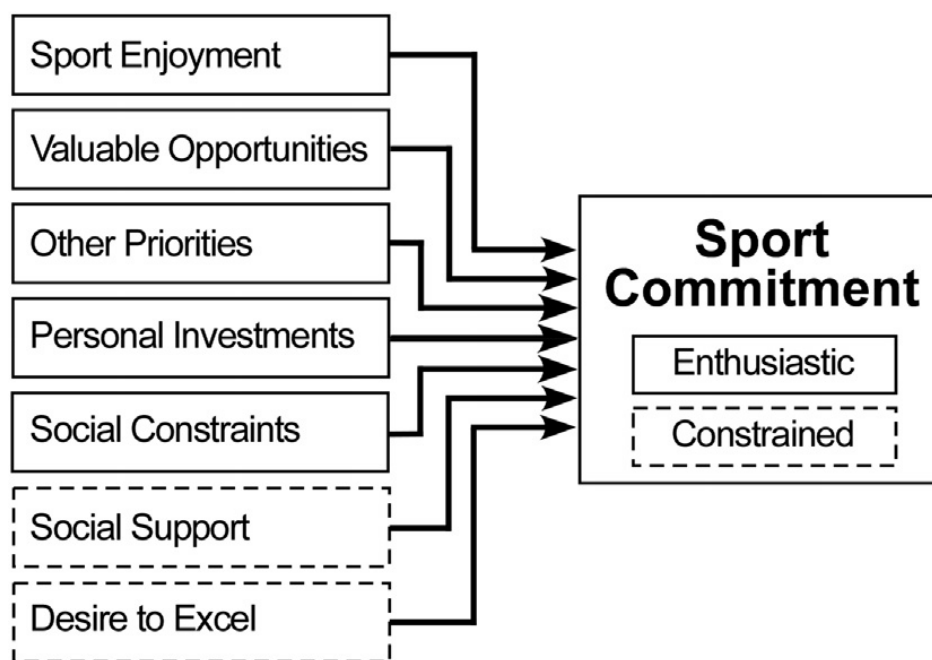 Sport Enjoyment
Valuable Opportunities
Other Priorities
Personal Investments
Social Constraints
Social Support
Desire to Excel
Sport
Commitment
Enthusiastic
Constrained